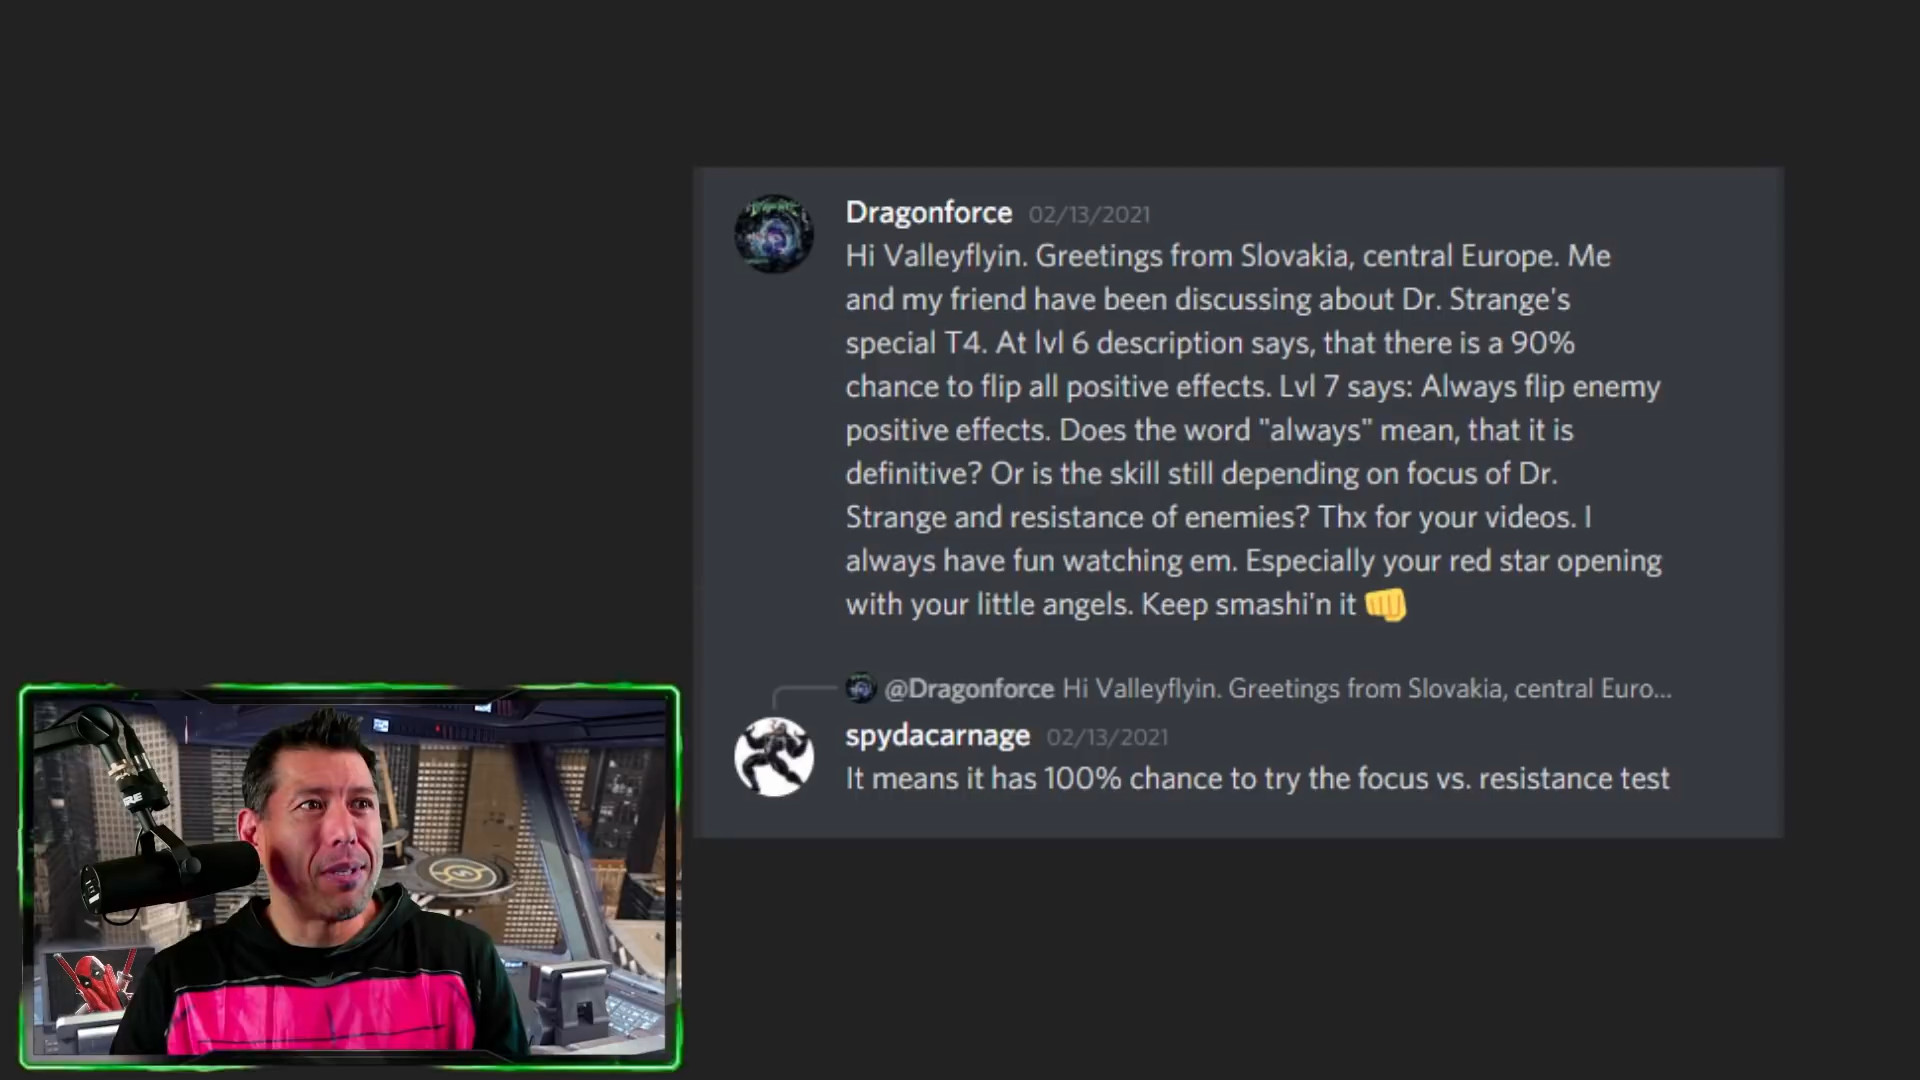 Dragonforce 02/13/2021
Hi Valleyflyin. Greetings from Slovakia, central Europe. Me
and my friend have been discussing about Dr. Strange's
special T4. At lvl 6 description says, that there is a 90%
chance to flip all positive effects. Lvl 7 says: Always flip enemy
positive effects. Does the word "always" mean, that it is
definitive? Or is the skill still depending on focus of Dr.
Strange and resistance of enemies? Thx for your videos. I
always have fun watching em. Especially your red star opening
with your little angels. Keep smashi'n it 👊
@Dragonforce Hi Valleyflyin. Greetings from Slovakia, central Euro...
spydacarnage 02/13/2021
It means it has 100% chance to try the focus vs. resistance test